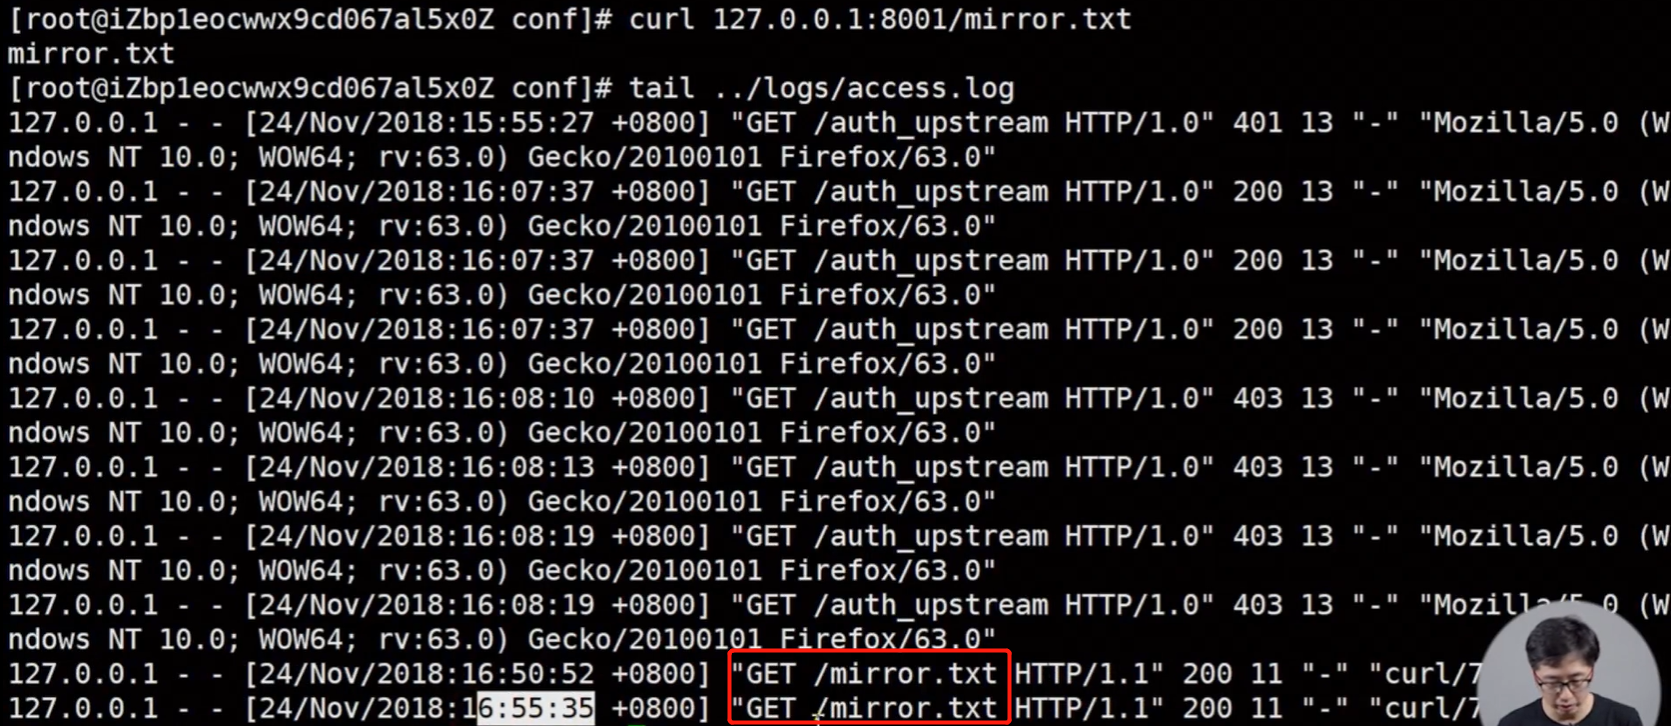 [root@iZbp1eocwwx9cd067al5x0Z conf]# curl 127.0.0.1:8001/mirror.txt
mirror.txt
[root@iZbp1eocwwx9cd067al5x0Z conf]# tail ../logs/access.log
127.0.0.1 - - [24/Nov/2018:15:55:27 +0800] "GET /auth_upstream HTTP/1.0" 401 13 "-" "Mozilla/5.0 (W
ndows NT 10.0; WOW64; rv:63.0) Gecko/20100101 Firefox/63.0"
127.0.0.1 - - [24/Nov/2018:16:07:37 +0800] "GET /auth_upstream HTTP/1.0" 200 13 "-" "Mozilla/5.0 (W
ndows NT 10.0; WOW64; rv:63.0) Gecko/20100101 Firefox/63.0"
127.0.0.1 - - [24/Nov/2018:16:07:37 +0800] "GET /auth_upstream HTTP/1.0" 200 13 "-" "Mozilla/5.0 (W
ndows NT 10.0; WOW64; rv:63.0) Gecko/20100101 Firefox/63.0"
127.0.0.1 - - [24/Nov/2018:16:07:37 +0800] "GET /auth_upstream HTTP/1.0" 200 13 "-" "Mozilla/5.0 (W
ndows NT 10.0; WOW64; rv:63.0) Gecko/20100101 Firefox/63.0"
127.0.0.1 - - [24/Nov/2018:16:08:10 +0800] "GET /auth_upstream HTTP/1.0" 403 13 "-" "Mozilla/5.0 (W
ndows NT 10.0; WOW64; rv:63.0) Gecko/20100101 Firefox/63.0"
127.0.0.1 - - [24/Nov/2018:16:08:13 +0800] "GET /auth_upstream HTTP/1.0" 403 13 "-" "Mozilla/5.0 (W
ndows NT 10.0; WOW64; rv:63.0) Gecko/20100101 Firefox/63.0"
127.0.0.1 - - [24/Nov/2018:16:08:19 +0800] "GET /auth_upstream HTTP/1.0" 403 13 "-" "Mozilla/5.0 (W
ndows NT 10.0; WOW64; rv:63.0) Gecko/20100101 Firefox/63.0"
127.0.0.1 - - [24/Nov/2018:16:08:19 +0800] "GET /auth_upstream HTTP/1.0" 403 13 "-" "Mozilla/5.0 (W
ndows NT 10.0; WOW64; rv:63.0) Gecko/20100101 Firefox/63.0"
127.0.0.1 - - [24/Nov/2018:16:50:52 +0800] "GET /mirror.txt HTTP/1.1" 200 11 "-" "curl/7
127.0.0.1 - - [24/Nov/2018:16:55:35 +0800] "GET /mirror.txt HTTP/1.1" 200 11 "-" "curl/7